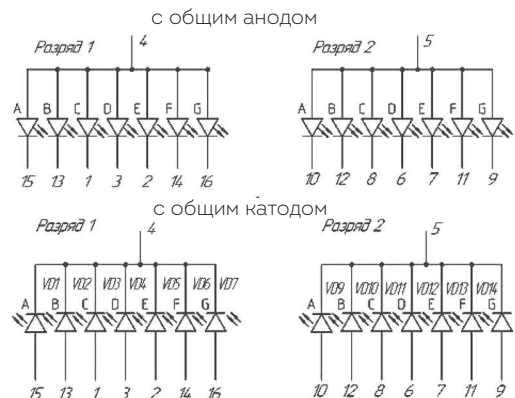 с общим анодом
Разряд 1 4 Разряд 2 5
A B C D E F G A B C D E F G
15 13 1 3 2 14 16 10 12 8 6 7 11 9
с общим катодом
Разряд 1 4 Разряд 2 5
VD1 VD2 VD3 VD4 VD5 VD6 VD7 VD9 VD10 VD11 VD12 VD13 VD14
A B C D E F G A B C D E F G
15 13 1 3 2 14 16 10 12 8 6 7 11 9